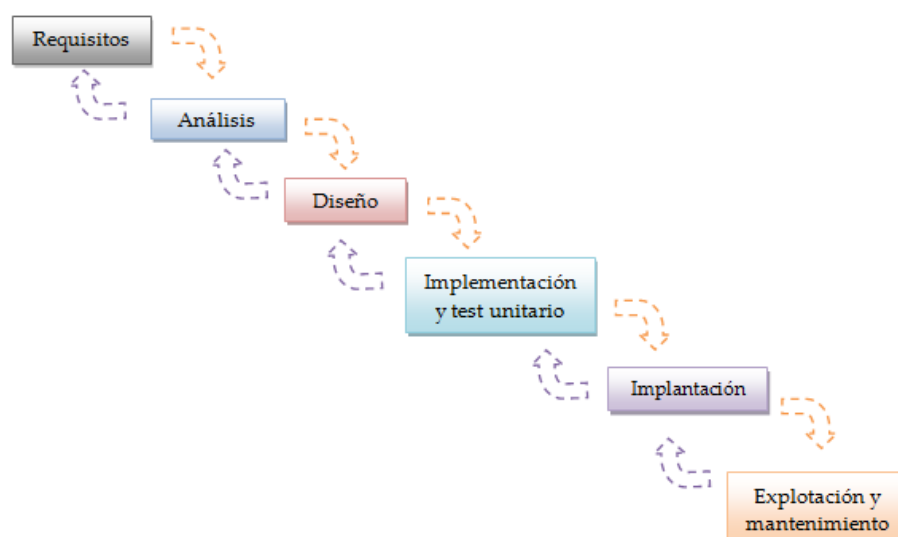 Requisitos
Análisis
Diseño
Implementación
y test unitario
Implantación
Explotación y
mantenimiento